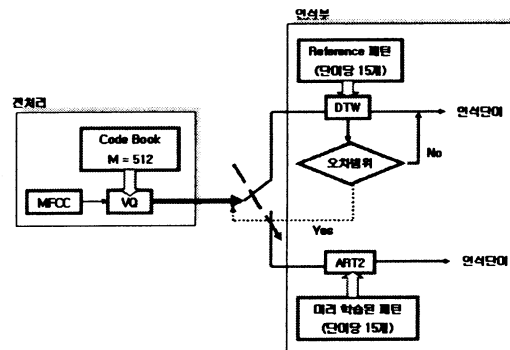 인식부
Reference 패턴
(단어당 15개)
전처리
DTW
인식단어
Code Book
M = 512
오차범위
No
MFCC
VQ
Yes
ART2
인식단어
미리 학습된 패턴
(단어당 15개)